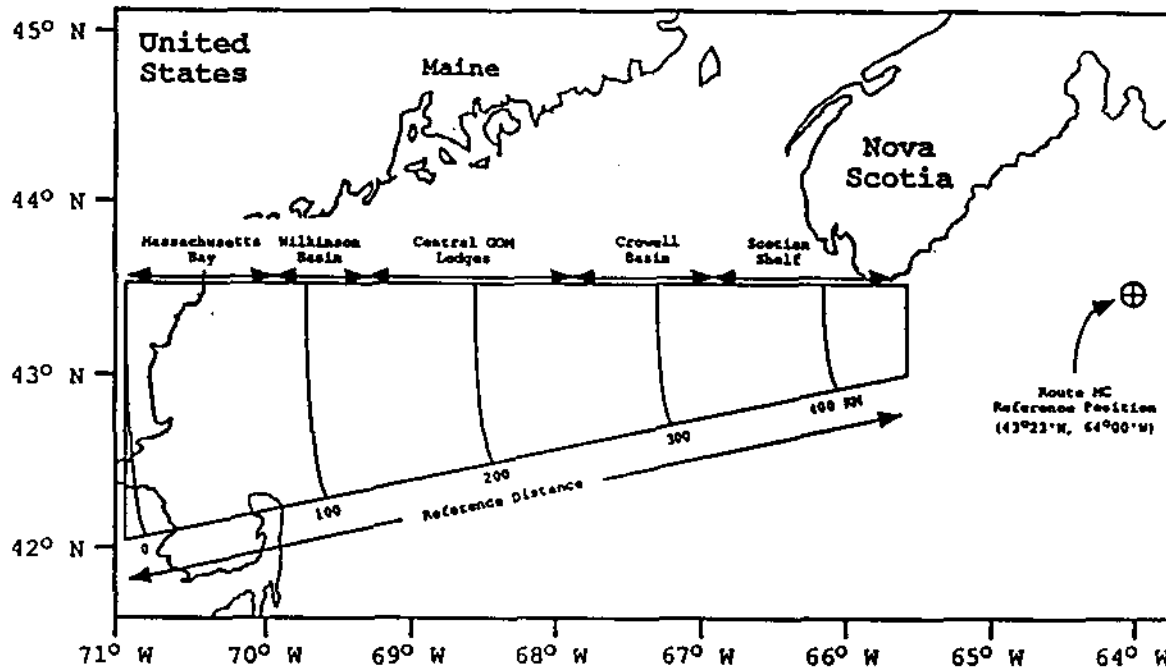 45° N
United
States
Maine
Nova
Scotia
44° N
Massachusetts
Bay
Wilkinson
Basin
Central GOM
Lodges
Crowell
Basin
Scotian
Shelf
43° N
Route MC
Reference Position
(43°23'N, 64°00'W)
0
100
200
300
400 KM
Reference Distance
42° N
71° W
70° W
69° W
68° W
67° W
66° W
65° W
64° W